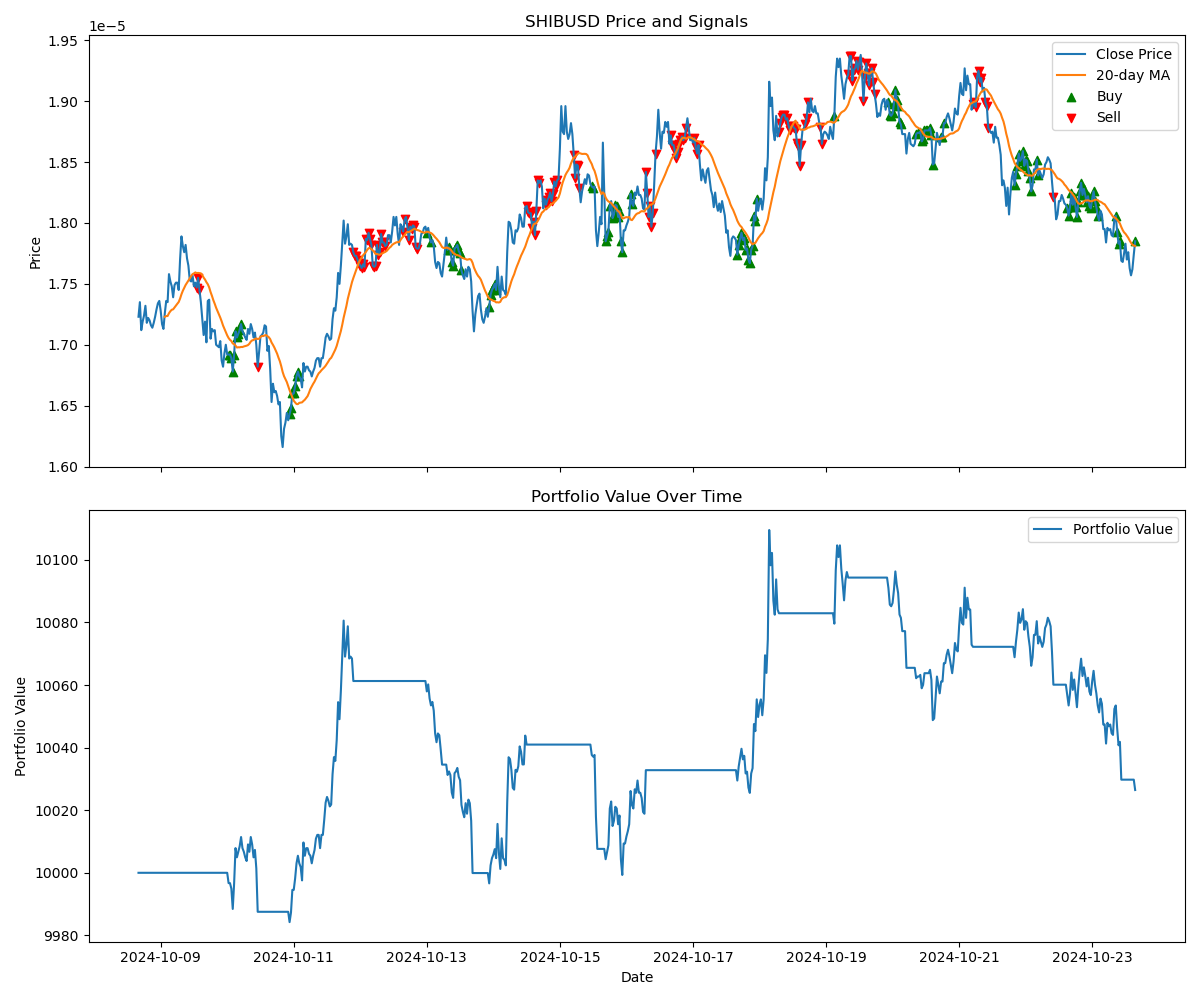 SHIBUSD Price and Signals
1e−5
1.95
1.90
1.85
1.80
1.75
1.70
1.65
1.60
Price
Close Price
20-day MA
Buy
Sell
Portfolio Value Over Time
10100
10080
10060
10040
10020
10000
9980
Portfolio Value
Portfolio Value
2024-10-09
2024-10-11
2024-10-13
2024-10-15
2024-10-17
2024-10-19
2024-10-21
2024-10-23
Date